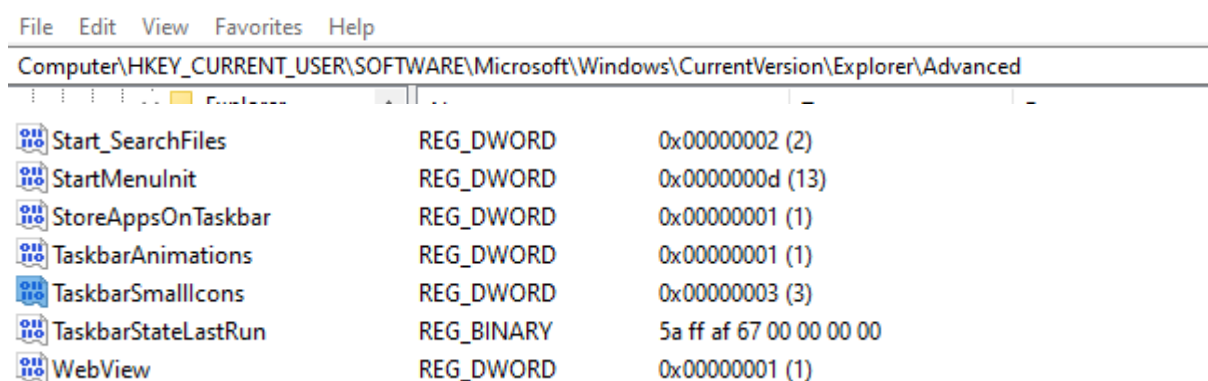 File Edit View Favorites Help
Computer\HKEY_CURRENT_USER\SOFTWARE\Microsoft\Windows\CurrentVersion\Explorer\Advanced
Start_SearchFiles REG_DWORD 0x00000002 (2)
StartMenuInit REG_DWORD 0x0000000d (13)
StoreAppsOnTaskbar REG_DWORD 0x00000001 (1)
TaskbarAnimations REG_DWORD 0x00000001 (1)
TaskbarSmallIcons REG_DWORD 0x00000003 (3)
TaskbarStateLastRun REG_BINARY 5a ff af 67 00 00 00 00
WebView REG_DWORD 0x00000001 (1)